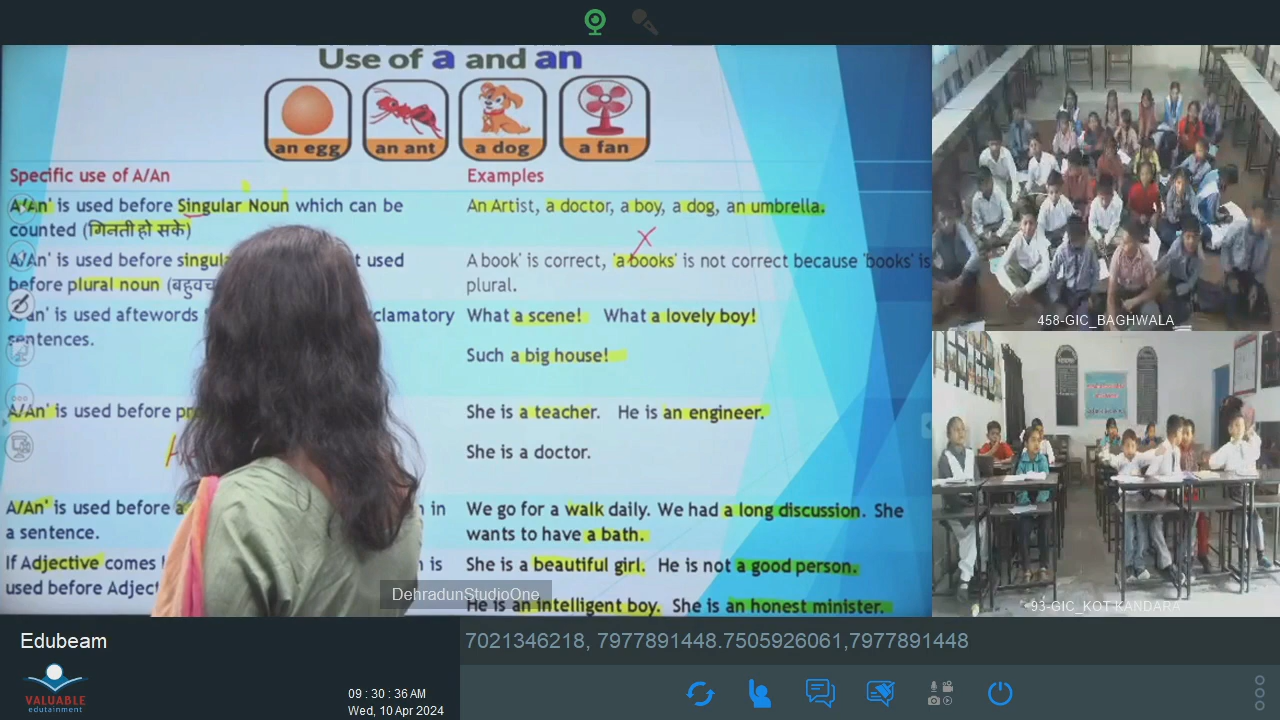 Use of a and an
an egg
an ant
a dog
a fan
Specific use of A/An
Examples
A/An' is used before Singular Noun which can be
counted (गिनती हो सके)
An Artist, a doctor, a boy, a dog, an umbrella.
A/An' is used before used
before plural noun
A book' is correct, 'a books' is not correct because 'books' is
plural.
is used aftewords
sentences.
What a scene! What a lovely boy!
Such a big house!
A/An' is used before
She is a teacher. He is an engineer.
She is a doctor.
A/An' is used before in
a sentence.
We go for a walk daily. We had a long discussion. She
wants to have a bath.
If Adjective comes is
used before
She is a beautiful girl. He is not a good person.
He is an intelligent boy. She is an honest minister.
DehradunStudioOne
458-GIC_BAGHWALA
93-GIC_KOT KANDARA
Edubeam
VALUABLE
edutainment
09 : 30 : 36 AM
Wed, 10 Apr 2024
7021346218, 7977891448.7505926061,7977891448